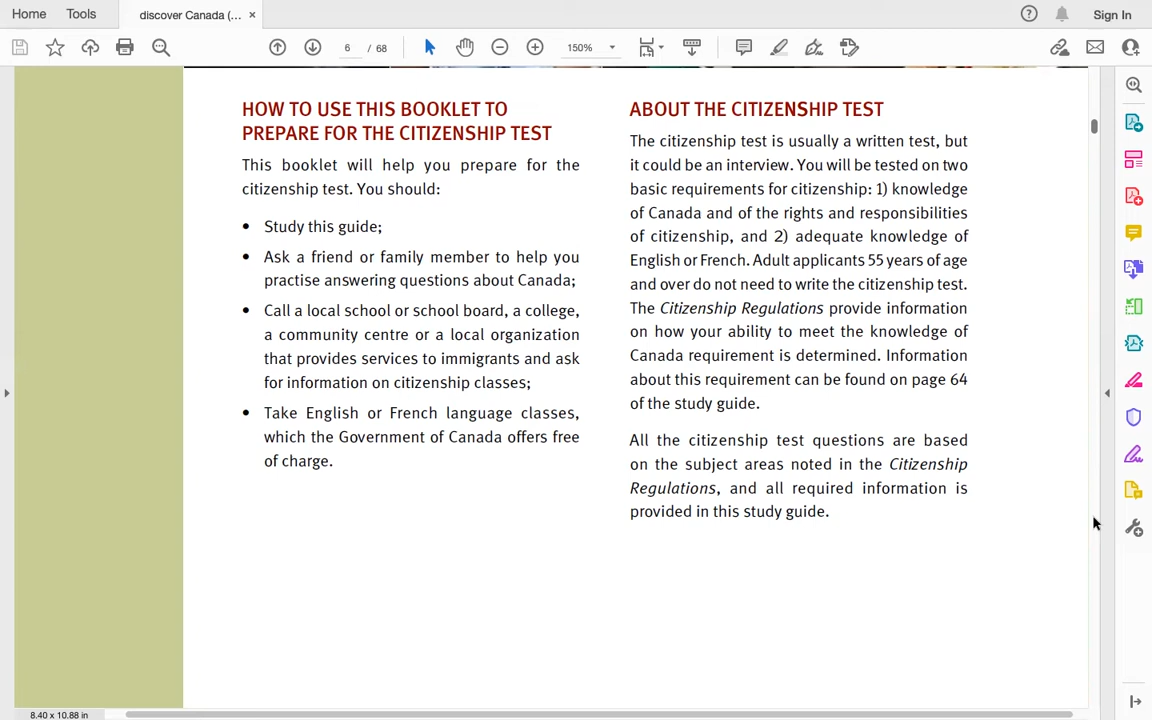 Home Tools discover Canada (... ×
Sign In
6 / 68 150%
HOW TO USE THIS BOOKLET TO
PREPARE FOR THE CITIZENSHIP TEST
This booklet will help you prepare for the
citizenship test. You should:
• Study this guide;
• Ask a friend or family member to help you
practise answering questions about Canada;
• Call a local school or school board, a college,
a community centre or a local organization
that provides services to immigrants and ask
for information on citizenship classes;
• Take English or French language classes,
which the Government of Canada offers free
of charge.
ABOUT THE CITIZENSHIP TEST
The citizenship test is usually a written test, but
it could be an interview. You will be tested on two
basic requirements for citizenship: 1) knowledge
of Canada and of the rights and responsibilities
of citizenship, and 2) adequate knowledge of
English or French. Adult applicants 55 years of age
and over do not need to write the citizenship test.
The Citizenship Regulations provide information
on how your ability to meet the knowledge of
Canada requirement is determined. Information
about this requirement can be found on page 64
of the study guide.
All the citizenship test questions are based
on the subject areas noted in the Citizenship
Regulations, and all required information is
provided in this study guide.
8.40 x 10.88 in